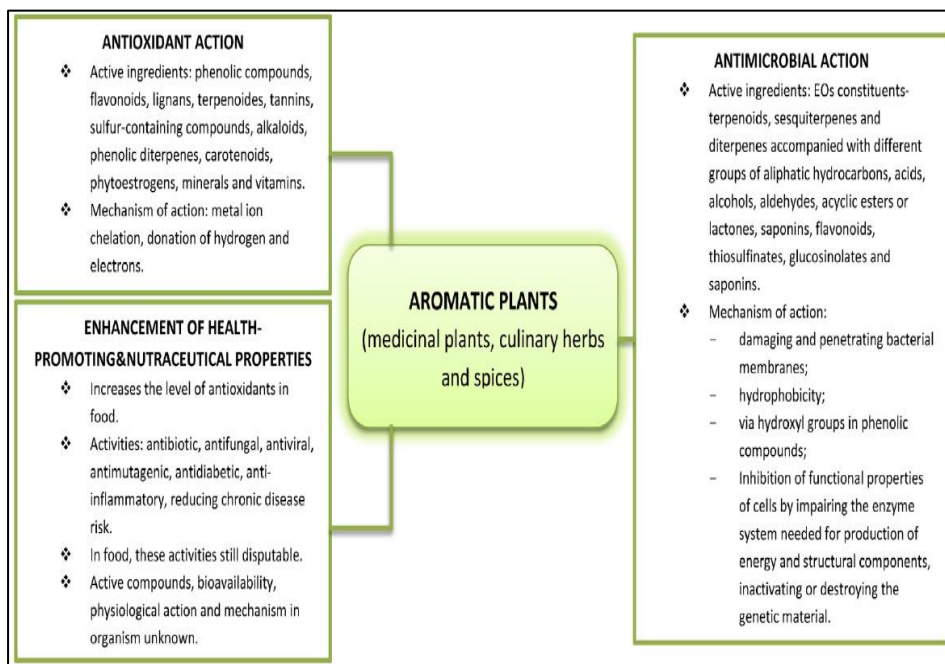 ANTIOXIDANT ACTION
❖ Active ingredients: phenolic compounds,
flavonoids, lignans, terpenoides, tannins,
sulfur-containing compounds, alkaloids,
phenolic diterpenes, carotenoids,
phytoestrogens, minerals and vitamins.
❖ Mechanism of action: metal ion
chelation, donation of hydrogen and
electrons.
ENHANCEMENT OF HEALTH-
PROMOTING&NUTRACEUTICAL PROPERTIES
❖ Increases the level of antioxidants in
food.
❖ Activities: antibiotic, antifungal, antiviral,
antimutagenic, antidiabetic, anti-
inflammatory, reducing chronic disease
risk.
❖ In food, these activities still disputable.
❖ Active compounds, bioavailability,
physiological action and mechanism in
organism unknown.
AROMATIC PLANTS
(medicinal plants, culinary herbs
and spices)
ANTIMICROBIAL ACTION
❖ Active ingredients: EOs constituents-
terpenoids, sesquiterpenes and
diterpenes accompanied with different
groups of aliphatic hydrocarbons, acids,
alcohols, aldehydes, acyclic esters or
lactones, saponins, flavonoids,
thiosulfinates, glucosinolates and
saponins.
❖ Mechanism of action:
– damaging and penetrating bacterial
membranes;
– hydrophobicity;
– via hydroxyl groups in phenolic
compounds;
– Inhibition of functional properties
of cells by impairing the enzyme
system needed for production of
energy and structural components,
inactivating or destroying the
genetic material.